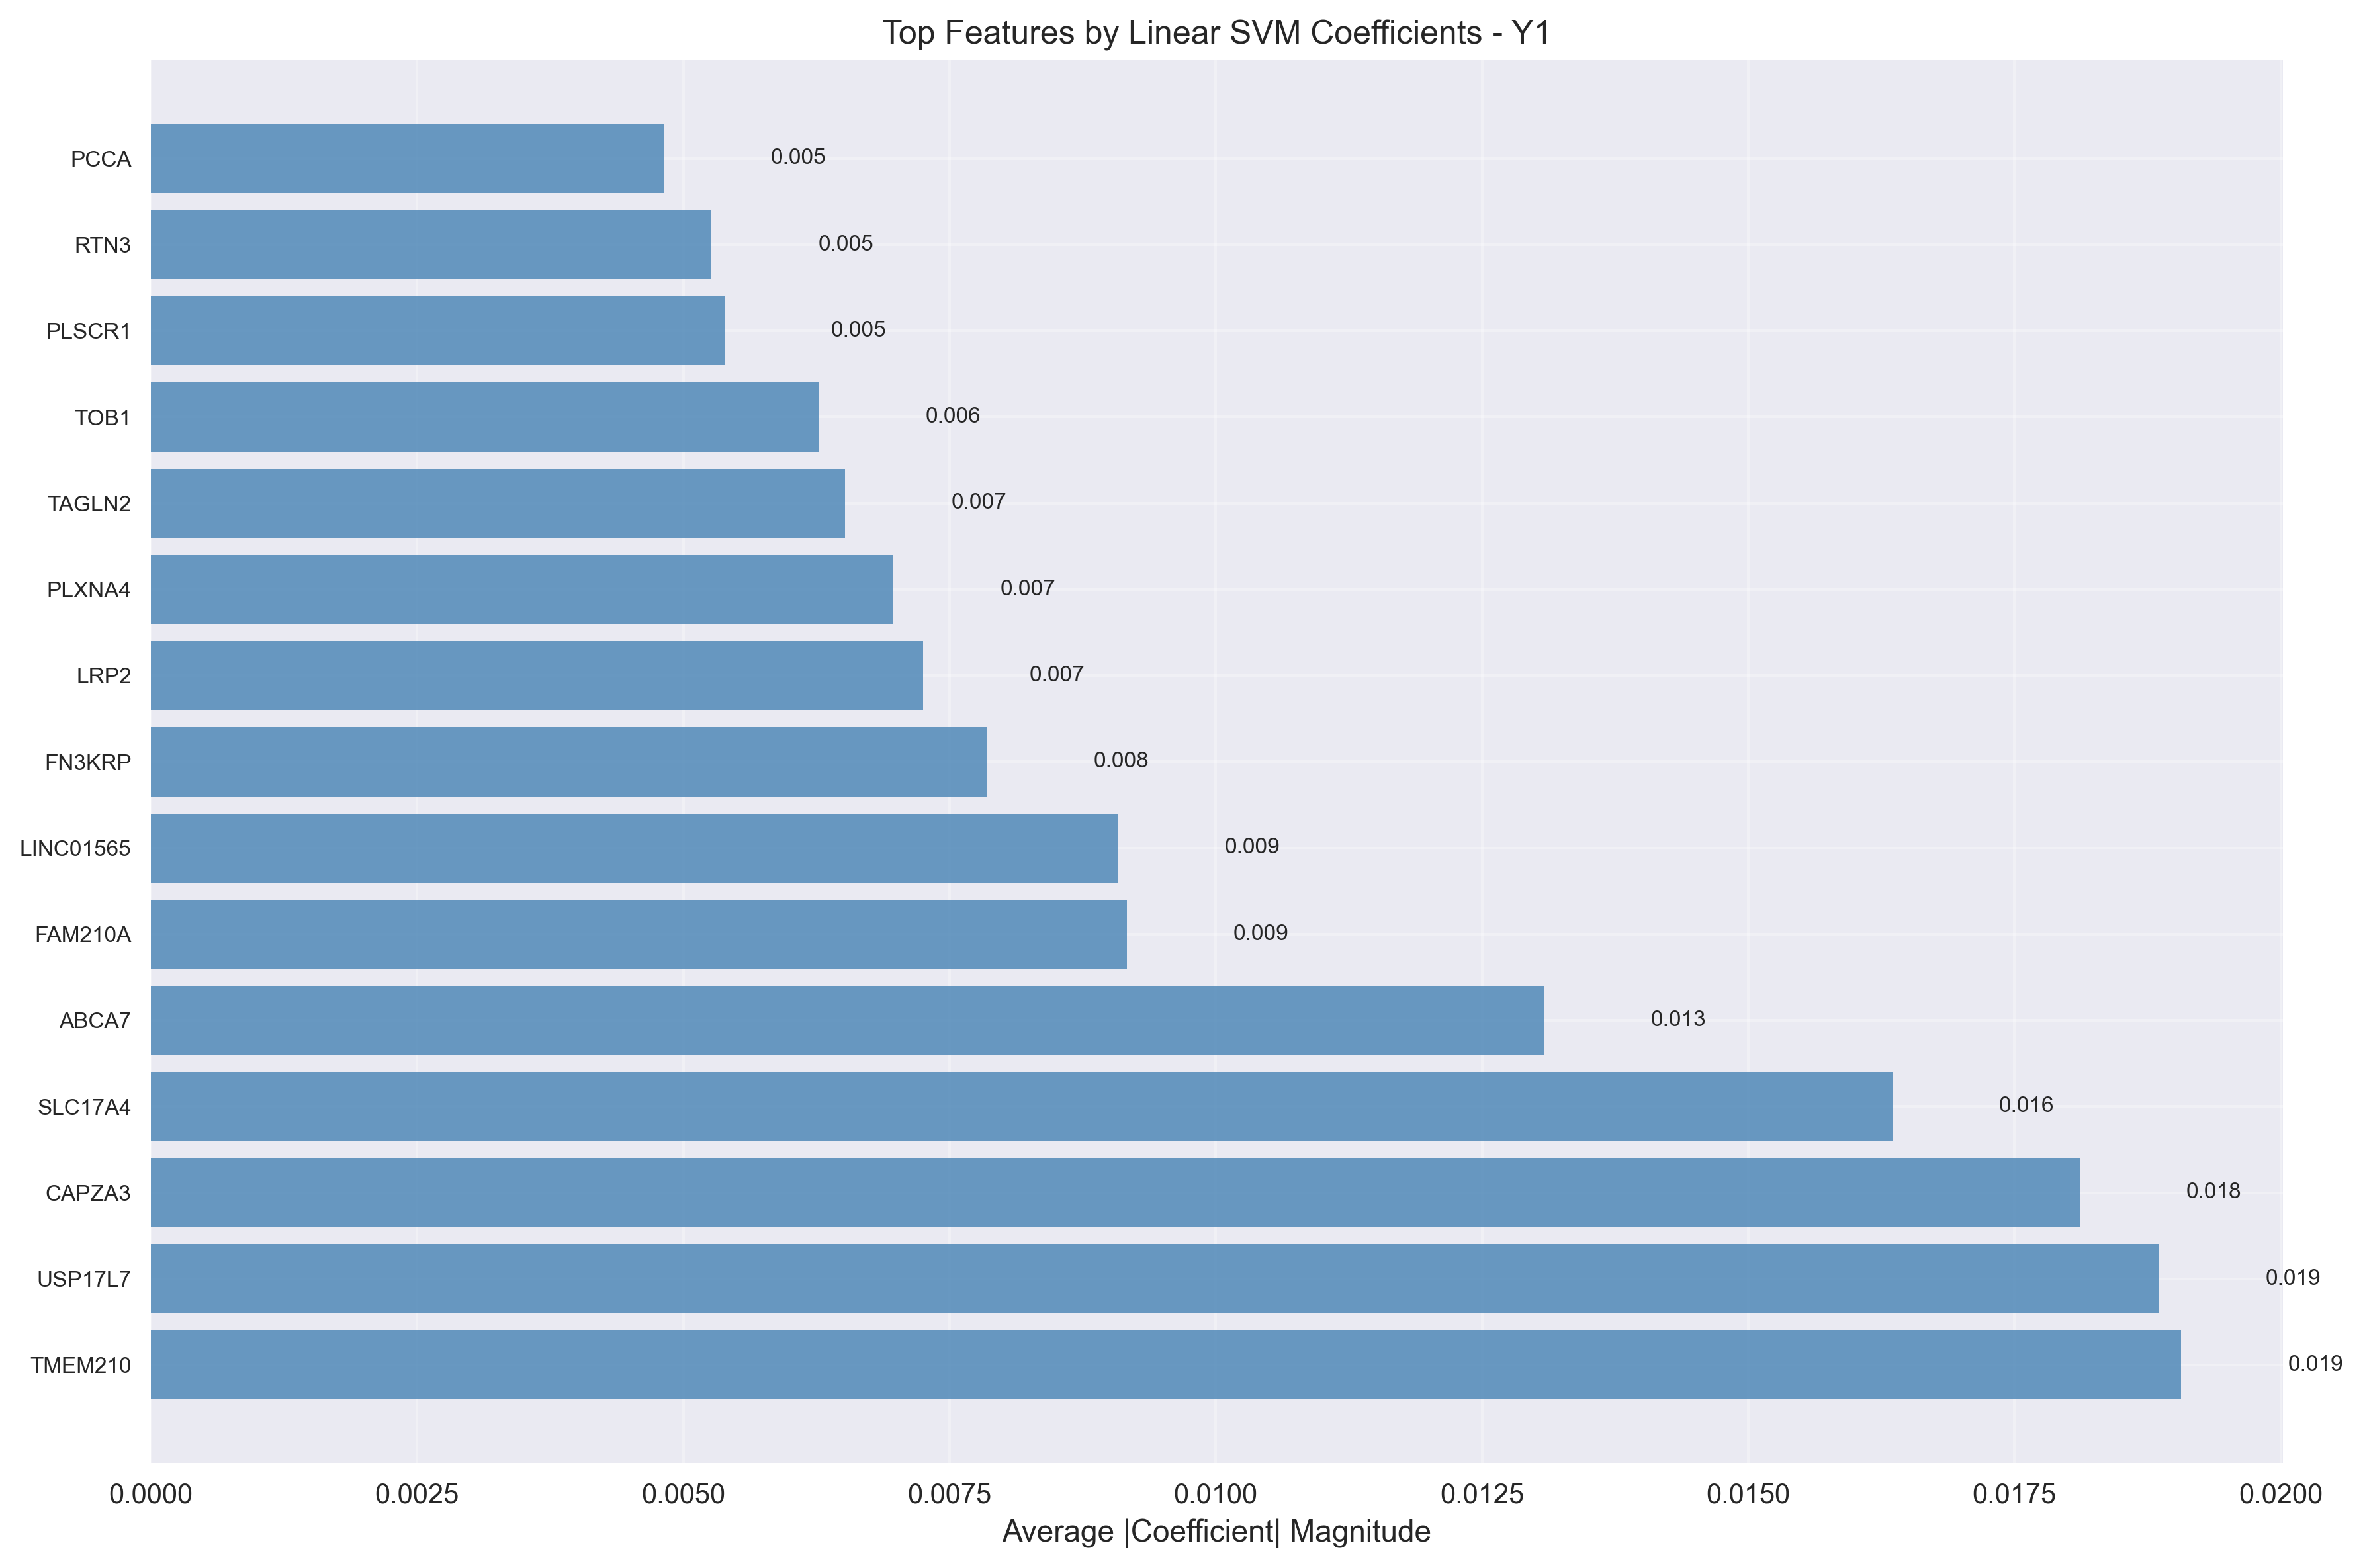 Top Features by Linear SVM Coefficients - Y1
PCCA 0.005
RTN3 0.005
PLSCR1 0.005
TOB1 0.006
TAGLN2 0.007
PLXNA4 0.007
LRP2 0.007
FN3KRP 0.008
LINC01565 0.009
FAM210A 0.009
ABCA7 0.013
SLC17A4 0.016
CAPZA3 0.018
USP17L7 0.019
TMEM210 0.019
0.0000 0.0025 0.0050 0.0075 0.0100 0.0125 0.0150 0.0175 0.0200
Average |Coefficient| Magnitude